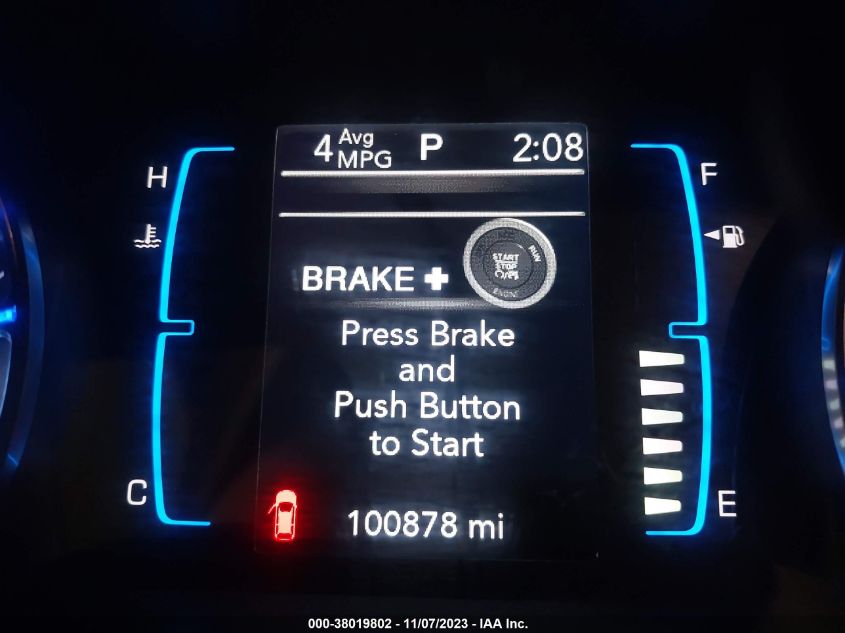 4 Avg MPG P 2:08
H
F
START
STOP
RUN
ENGINE
BRAKE +
Press Brake
and
Push Button
to Start
C
E
100878 mi
000-38019802 - 11/07/2023 - IAA Inc.